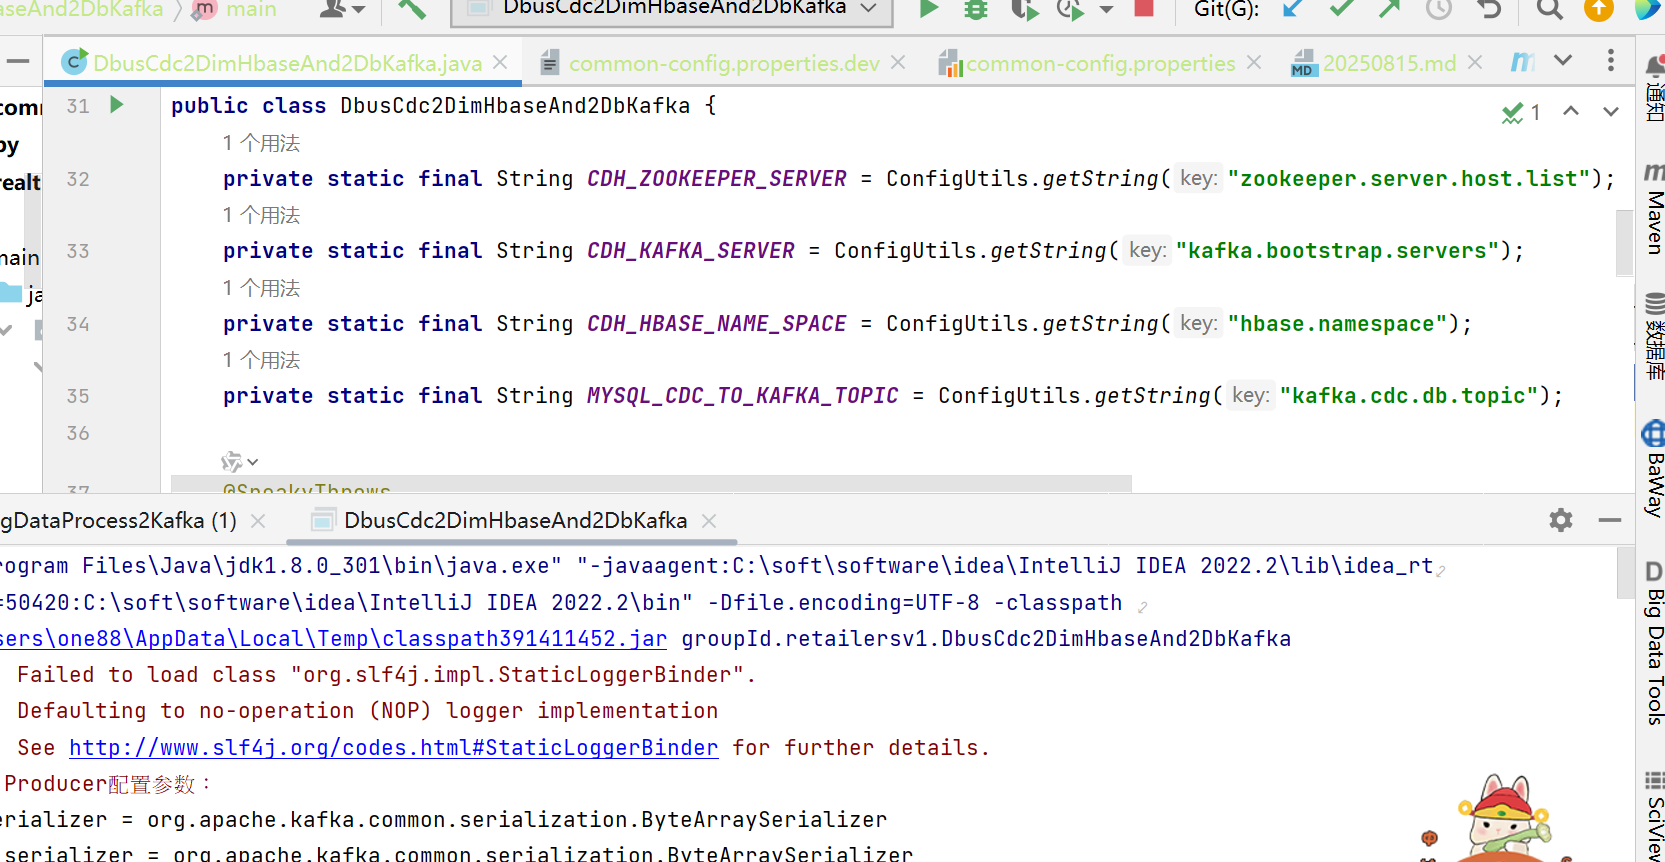 aseAnd2DbKafka main DbusCdc2DimHbaseAnd2DbKafka Git(G):
DbusCdc2DimHbaseAnd2DbKafka.java common-config.properties.dev common-config.properties 20250815.md
31 public class DbusCdc2DimHbaseAnd2DbKafka { 1
1 个用法
32 private static final String CDH_ZOOKEEPER_SERVER = ConfigUtils.getString( key: "zookeeper.server.host.list");
1 个用法
33 private static final String CDH_KAFKA_SERVER = ConfigUtils.getString( key: "kafka.bootstrap.servers");
1 个用法
34 private static final String CDH_HBASE_NAME_SPACE = ConfigUtils.getString( key: "hbase.namespace");
1 个用法
35 private static final String MYSQL_CDC_TO_KAFKA_TOPIC = ConfigUtils.getString( key: "kafka.cdc.db.topic");
36
37 @SneakyThrows
com
py
realt
main
ja
gDataProcess2Kafka (1) DbusCdc2DimHbaseAnd2DbKafka
rogram Files\Java\jdk1.8.0_301\bin\java.exe" "-javaagent:C:\soft\software\idea\IntelliJ IDEA 2022.2\lib\idea_rt
=50420:C:\soft\software\idea\IntelliJ IDEA 2022.2\bin" -Dfile.encoding=UTF-8 -classpath
sers\one88\AppData\Local\Temp\classpath391411452.jar groupId.retailersv1.DbusCdc2DimHbaseAnd2DbKafka
Failed to load class "org.slf4j.impl.StaticLoggerBinder".
Defaulting to no-operation (NOP) logger implementation
See http://www.slf4j.org/codes.html#StaticLoggerBinder for further details.
Producer配置参数：
erializer = org.apache.kafka.common.serialization.ByteArraySerializer
serializer = org.apache.kafka.common.serialization.ByteArraySerializer
通知
Maven
数据库
BaWay
Big Data Tools
SciView